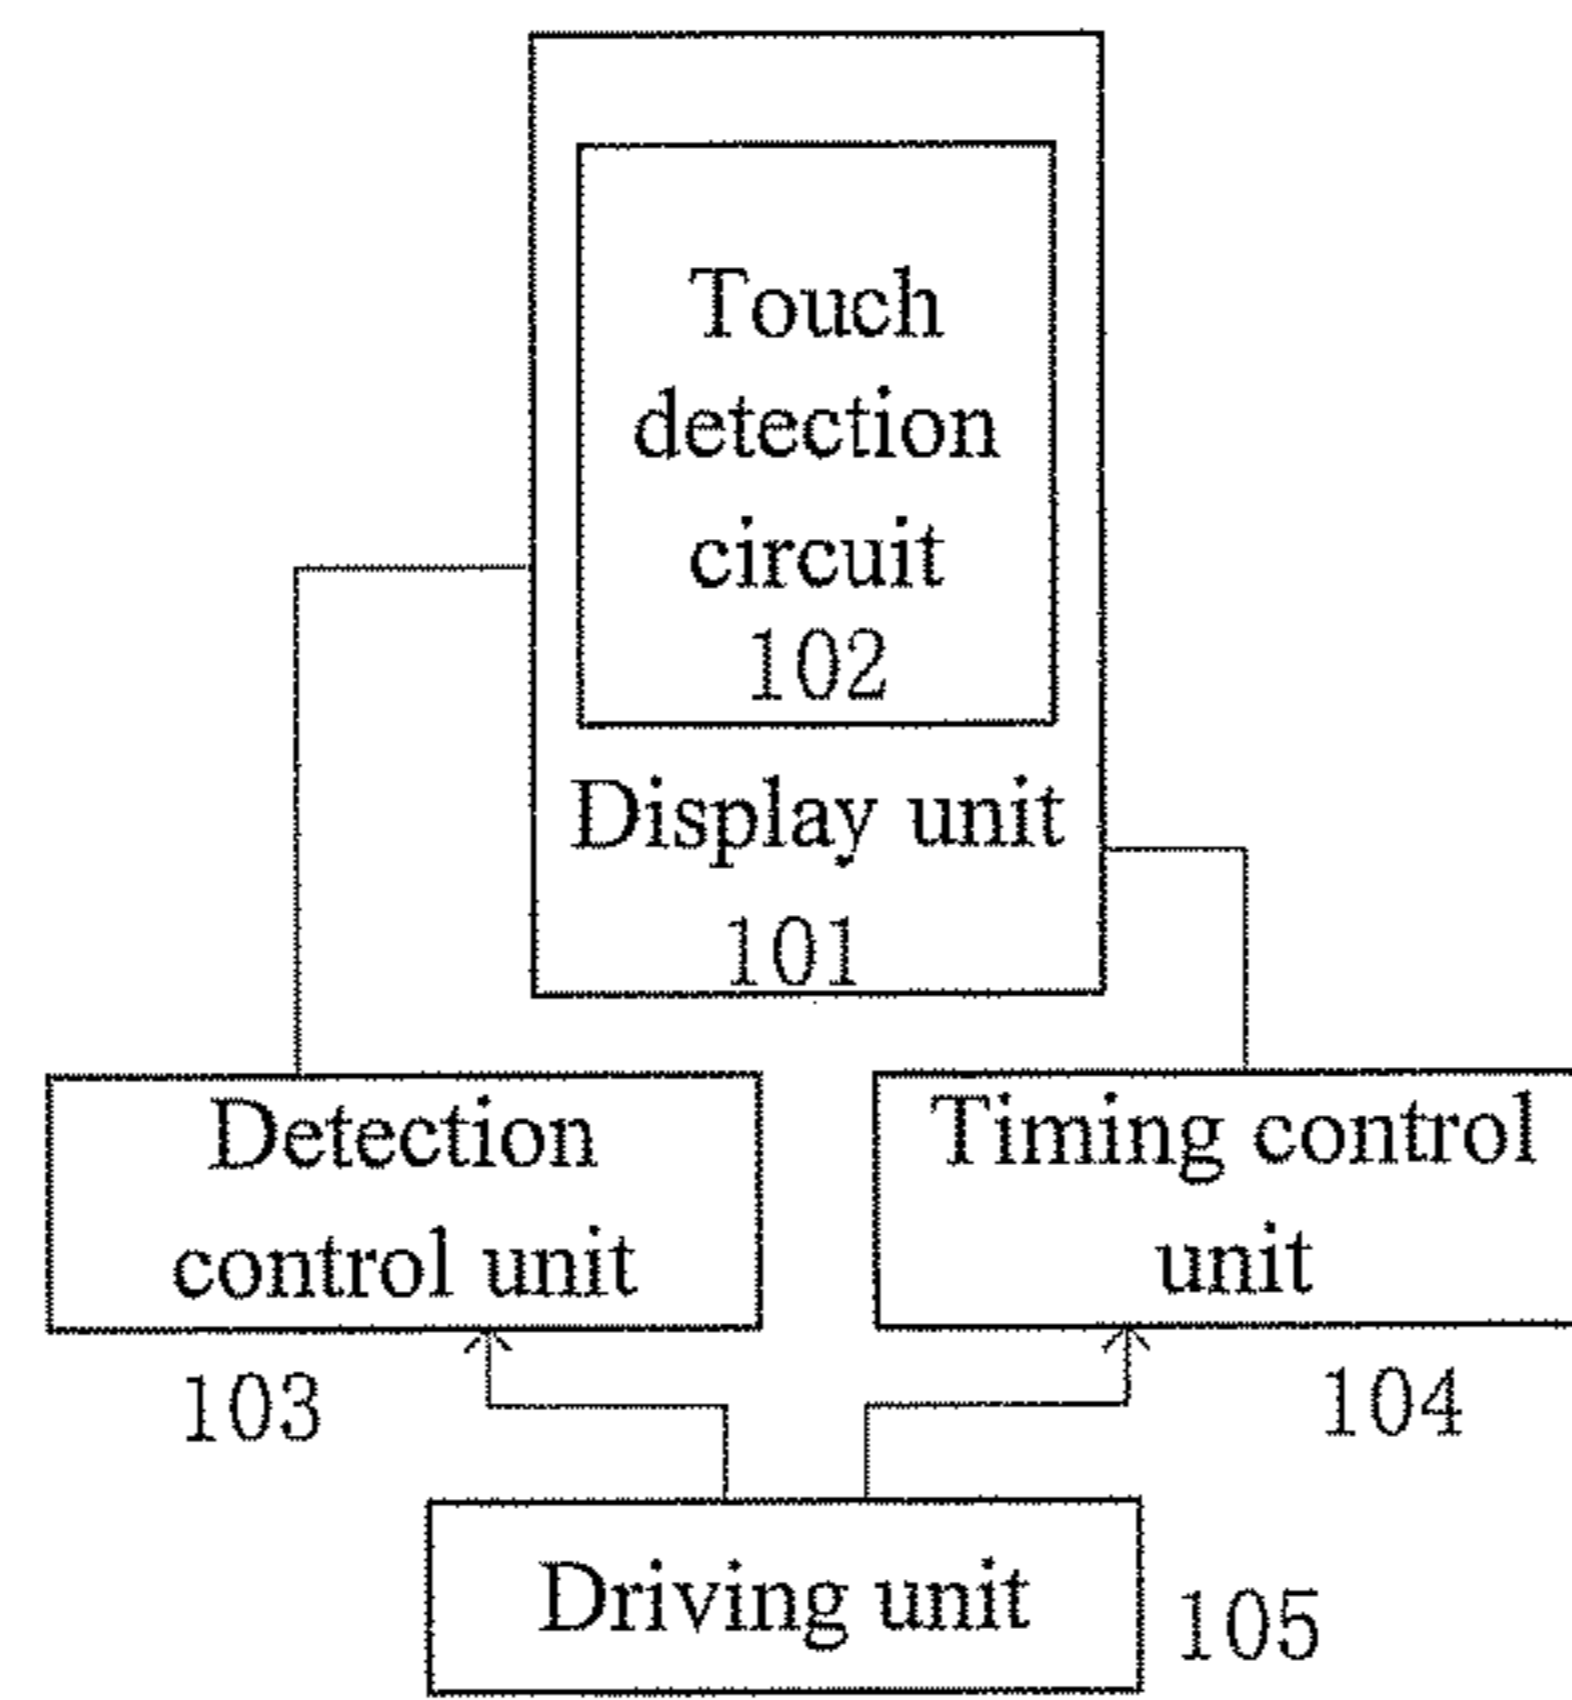 Touch
detection
circuit
102
Display unit
101
Detection
control unit
103
Timing control
unit
104
Driving unit
105